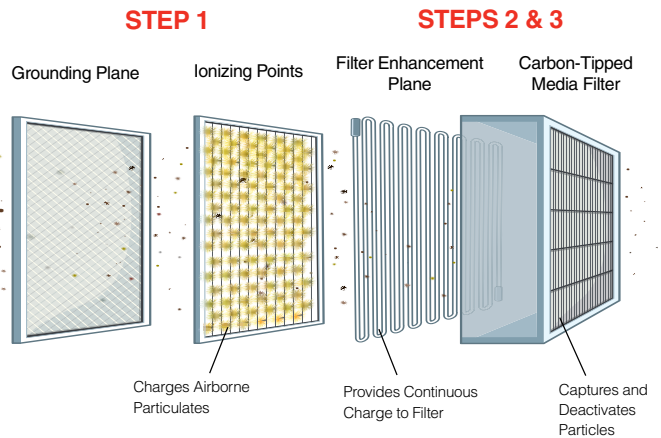 STEP 1
STEPS 2 & 3
Grounding Plane
Ionizing Points
Filter Enhancement
Plane
Carbon-Tipped
Media Filter
Charges Airborne
Particulates
Provides Continuous
Charge to Filter
Captures and
Deactivates
Particles